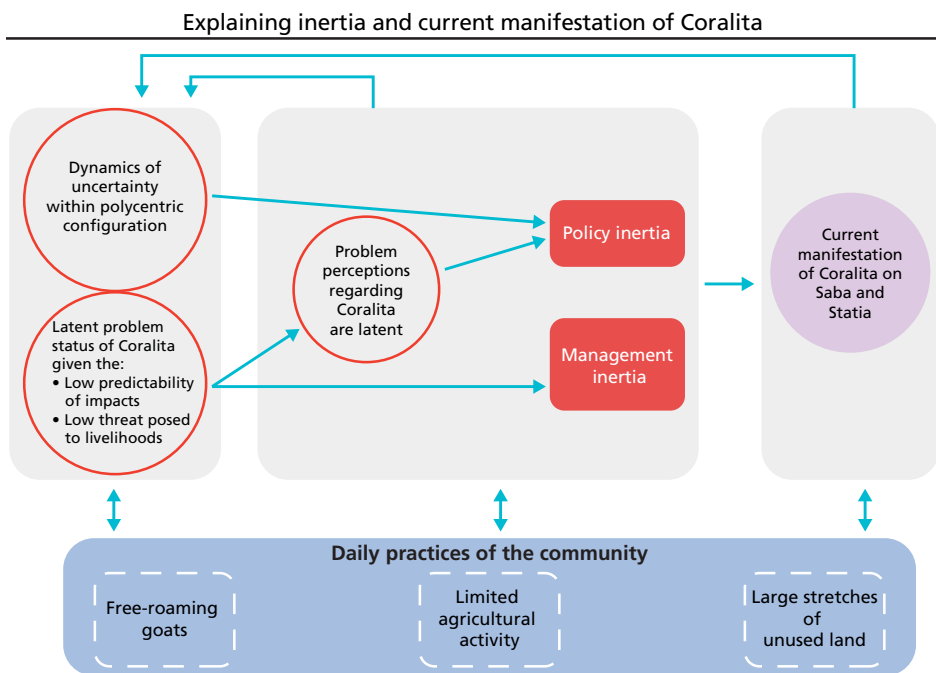 Explaining inertia and current manifestation of Coralita
Dynamics of
uncertainty
within polycentric
configuration
Latent problem
status of Coralita
given the:
• Low predictability
of impacts
• Low threat posed
to livelihoods
Problem
perceptions
regarding
Coralita
are latent
Policy inertia
Management
inertia
Current
manifestation
of Coralita on
Saba and
Statia
Daily practices of the community
Free-roaming
goats
Limited
agricultural
activity
Large stretches
of
unused land